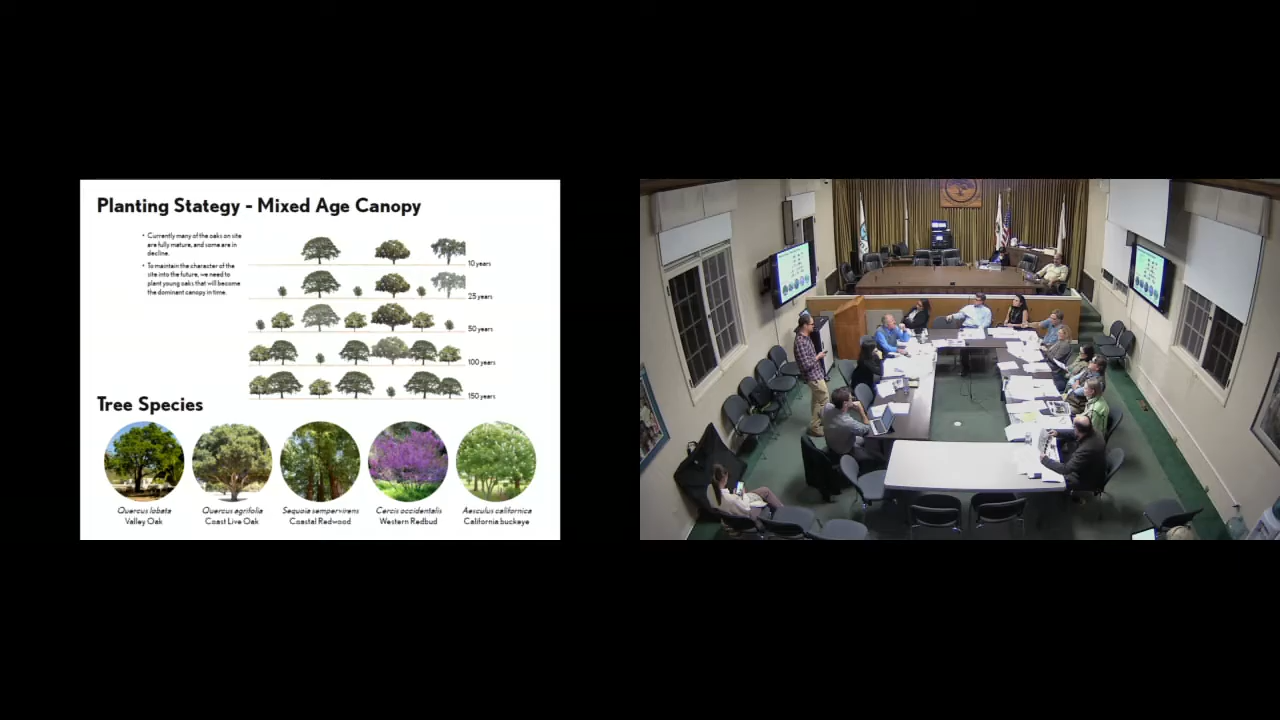 Planting Stategy - Mixed Age Canopy
• Currently many of the oaks on site
are fully mature, and some are in
decline.
• To maintain the character of the
site into the future, we need to
plant young oaks that will become
the dominant canopy in time.
10 years
25 years
50 years
100 years
150 years
Tree Species
Quercus lobata
Valley Oak
Quercus agrifolia
Coast Live Oak
Sequoia sempervirens
Coastal Redwood
Cercis occidentalis
Western Redbud
Aesculus californica
California buckeye